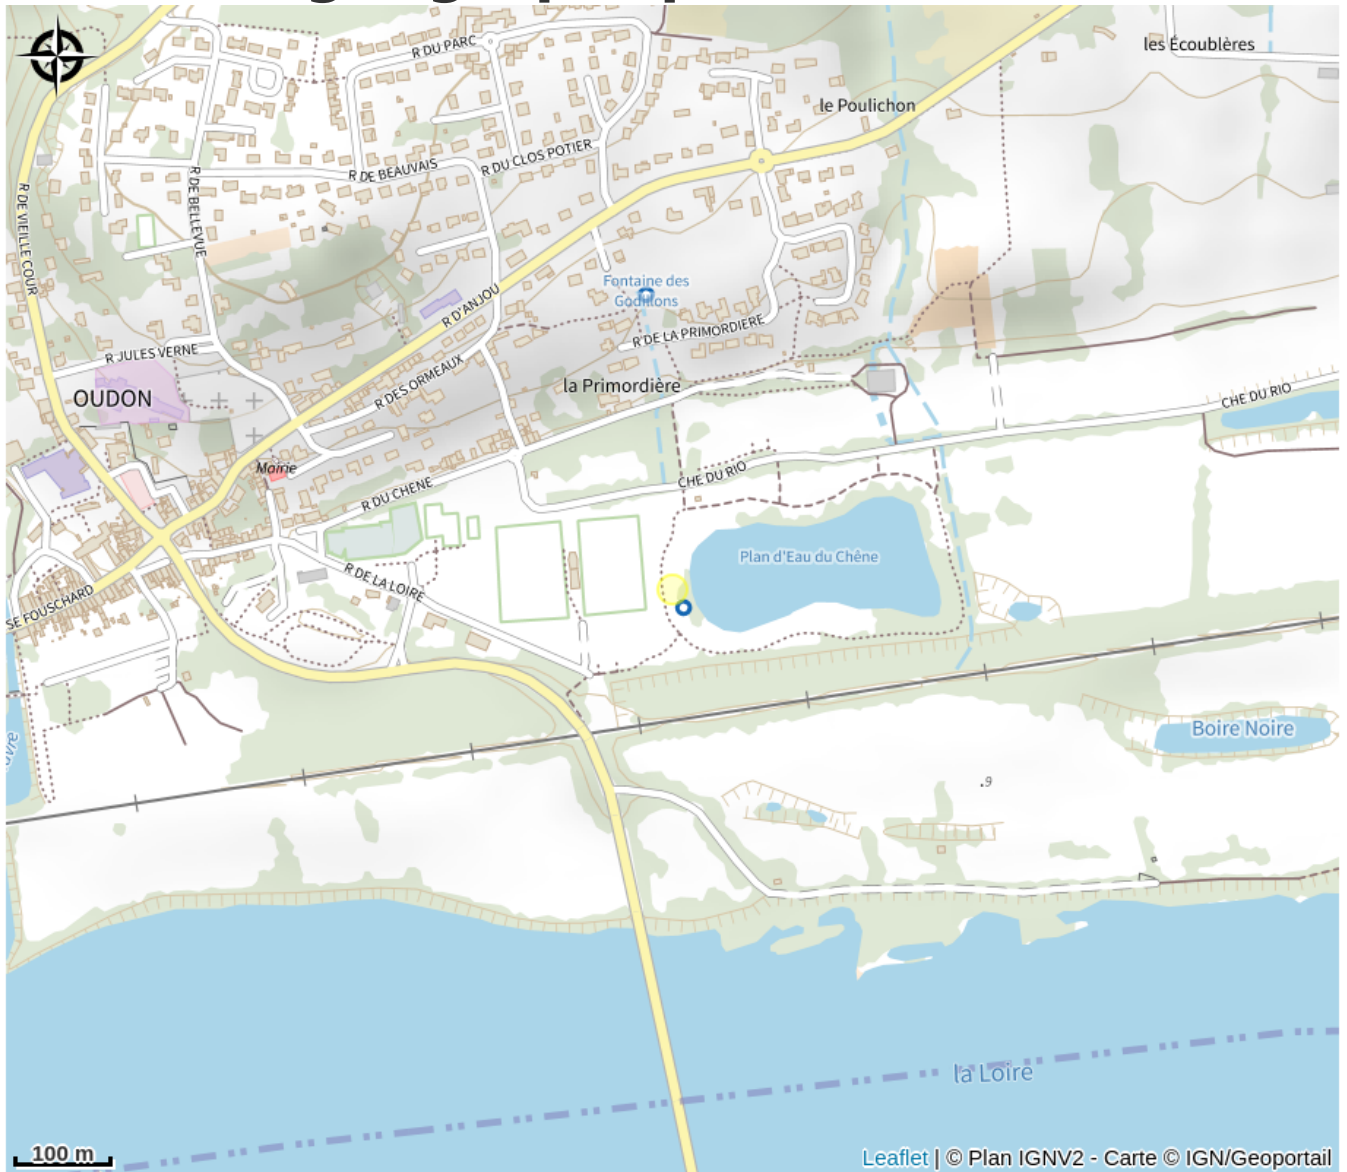 les Écoublères
R DU PARC
le Poulichon
R DU CLOS POTIER
R DE BEAUVAIS
R DE BELLEVUE
R DE VIEILLE COUR
Fontaine des
Godillons
R D'ANJOU
R DE LA PRIMORDIERE
R JULES VERNE
R DES ORMEAUX
la Primordière
OUDON
CHE DU RIO
Mairie
CHE DU RIO
R DU CHENE
Plan d'Eau du Chêne
R DE LA LOIRE
SE FOUSCHARD
Boire Noire
.9
la Loire
100 m
Leaflet | © Plan IGNV2 - Carte © IGN/Geoportail